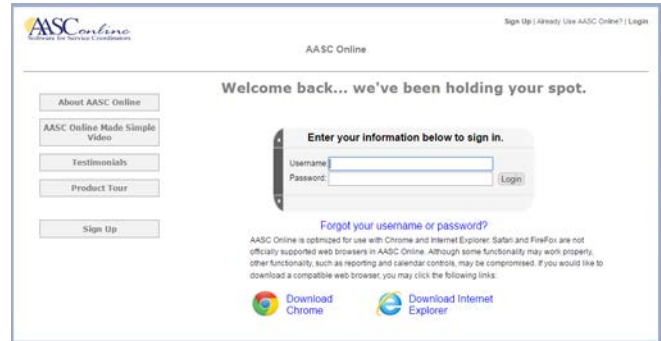 AASC online
Software for Service Coordinators
Sign Up | Already Use AASC Online? | Login
AASC Online
Welcome back... we've been holding your spot.
About AASC Online
AASC Online Made Simple
Video
Testimonials
Product Tour
Sign Up
Enter your information below to sign in.
Username:
Password:
Login
Forgot your username or password?
AASC Online is optimized for use with Chrome and Internet Explorer. Safari and FireFox are not
officially supported web browsers in AASC Online. Although some functionality may work properly,
other functionality, such as reporting and calendar controls, may be compromised. If you would like to
download a compatible web browser, you may click the following links:
Download
Chrome
Download Internet
Explorer